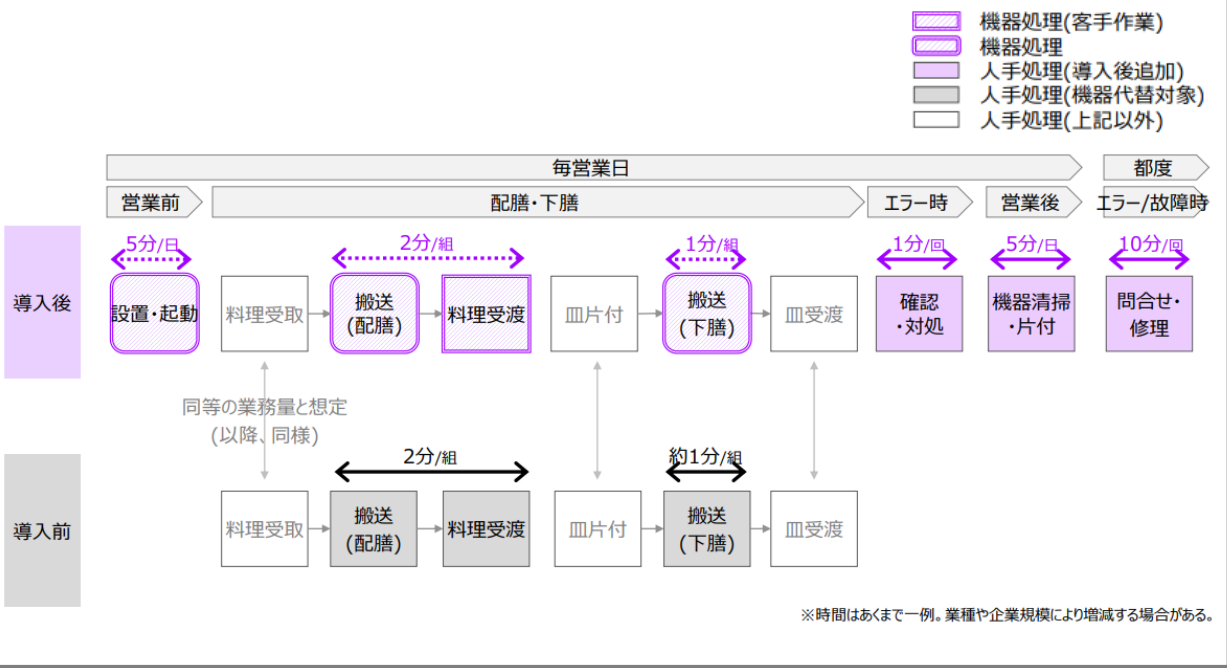 機器処理(客手作業)
機器処理
人手処理(導入後追加)
人手処理(機器代替対象)
人手処理(上記以外)
毎営業日
都度
営業前
配膳・下膳
エラー時
営業後
エラー/故障時
導入後
5分/日
2分/組
1分/組
1分/回
5分/日
10分/回
設置・起動
料理受取
搬送
(配膳)
料理受渡
皿片付
搬送
(下膳)
皿受渡
確認
・対処
機器清掃
・片付
問合せ・
修理
同等の業務量と想定
(以降、同様)
導入前
2分/組
約1分/組
料理受取
搬送
(配膳)
料理受渡
皿片付
搬送
(下膳)
皿受渡
※時間はあくまで一例。業種や企業規模により増減する場合がある。